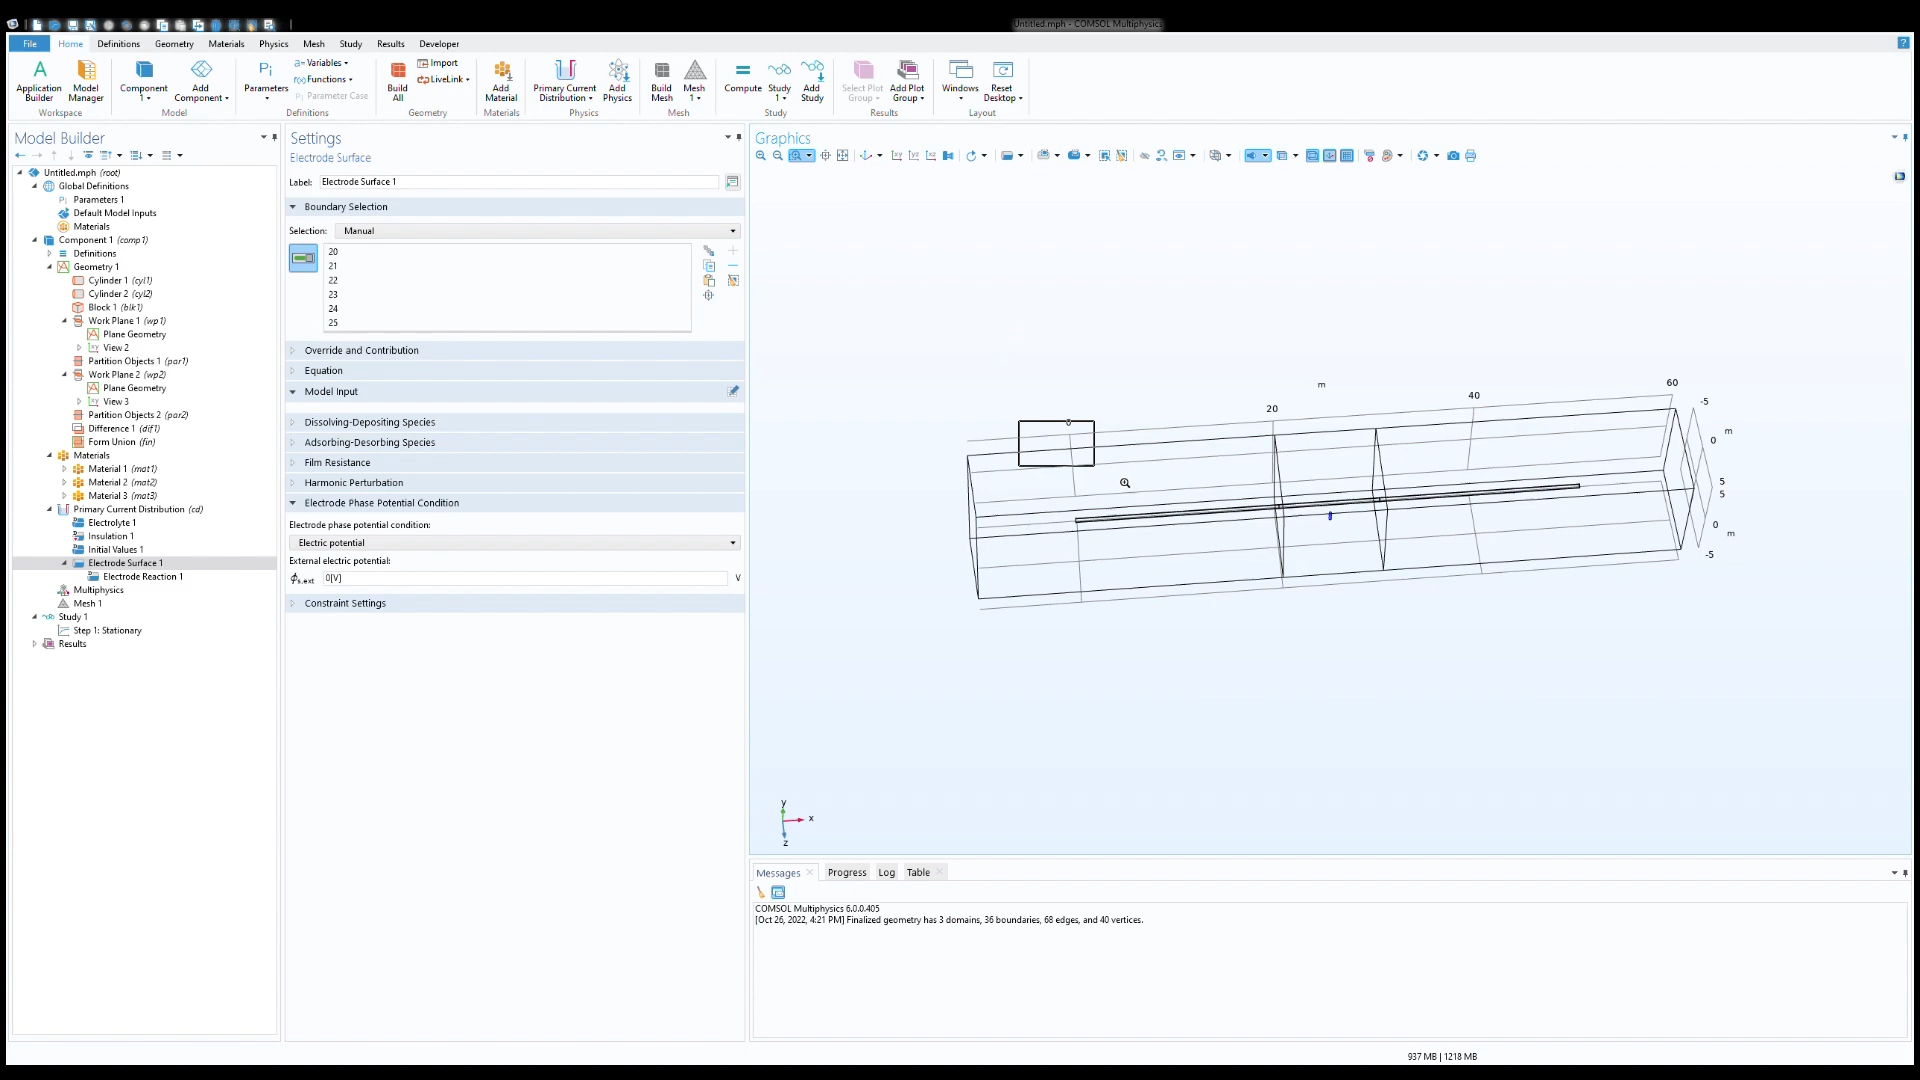 Untitled.mph - COMSOL Multiphysics
File Home Definitions Geometry Materials Physics Mesh Study Results Developer
Application Builder
Model Manager
Workspace
Component 1
Add Component
Model
Pi
Parameters
a= Variables
f(x) Functions
Pi Parameter Case
Definitions
Build All
Import
LiveLink
Geometry
Add Material
Materials
Primary Current Distribution
Add Physics
Physics
Build Mesh
Mesh 1
Mesh
Compute
Study 1
Add Study
Study
Select Plot Group
Add Plot Group
Results
Windows
Reset Desktop
Layout
Model Builder
Untitled.mph (root)
Global Definitions
Pi Parameters 1
Default Model Inputs
Materials
Component 1 (comp1)
Definitions
Geometry 1
Cylinder 1 (cyl1)
Cylinder 2 (cyl2)
Block 1 (blk1)
Work Plane 1 (wp1)
Plane Geometry
View 2
Partition Objects 1 (par1)
Work Plane 2 (wp2)
Plane Geometry
View 3
Partition Objects 2 (par2)
Difference 1 (dif1)
Form Union (fin)
Materials
Material 1 (mat1)
Material 2 (mat2)
Material 3 (mat3)
Primary Current Distribution (cd)
Electrolyte 1
Insulation 1
Initial Values 1
Electrode Surface 1
Electrode Reaction 1
Multiphysics
Mesh 1
Study 1
Step 1: Stationary
Results
Settings
Electrode Surface
Label: Electrode Surface 1
Boundary Selection
Selection: Manual
20
21
22
23
24
25
Override and Contribution
Equation
Model Input
Dissolving-Depositing Species
Adsorbing-Desorbing Species
Film Resistance
Harmonic Perturbation
Electrode Phase Potential Condition
Electrode phase potential condition:
Electric potential
External electric potential:
ϕs,ext 0[V] V
Constraint Settings
Graphics
m
60
40
20
0
-5
0 m
5
5
0 m
-5
y
x
z
Messages Progress Log Table
COMSOL Multiphysics 6.0.0.405
[Oct 26, 2022, 4:21 PM] Finalized geometry has 3 domains, 36 boundaries, 68 edges, and 40 vertices.
937 MB | 1218 MB